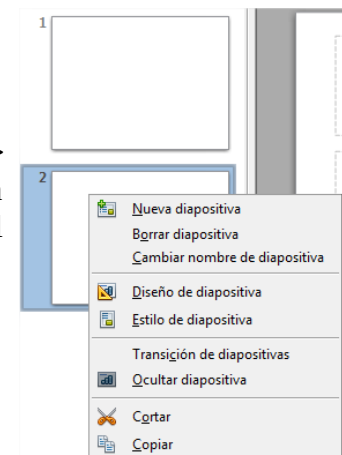 1
2
Nueva diapositiva
Borrar diapositiva
Cambiar nombre de diapositiva
Diseño de diapositiva
Estilo de diapositiva
Transición de diapositivas
Ocultar diapositiva
Cortar
Copiar